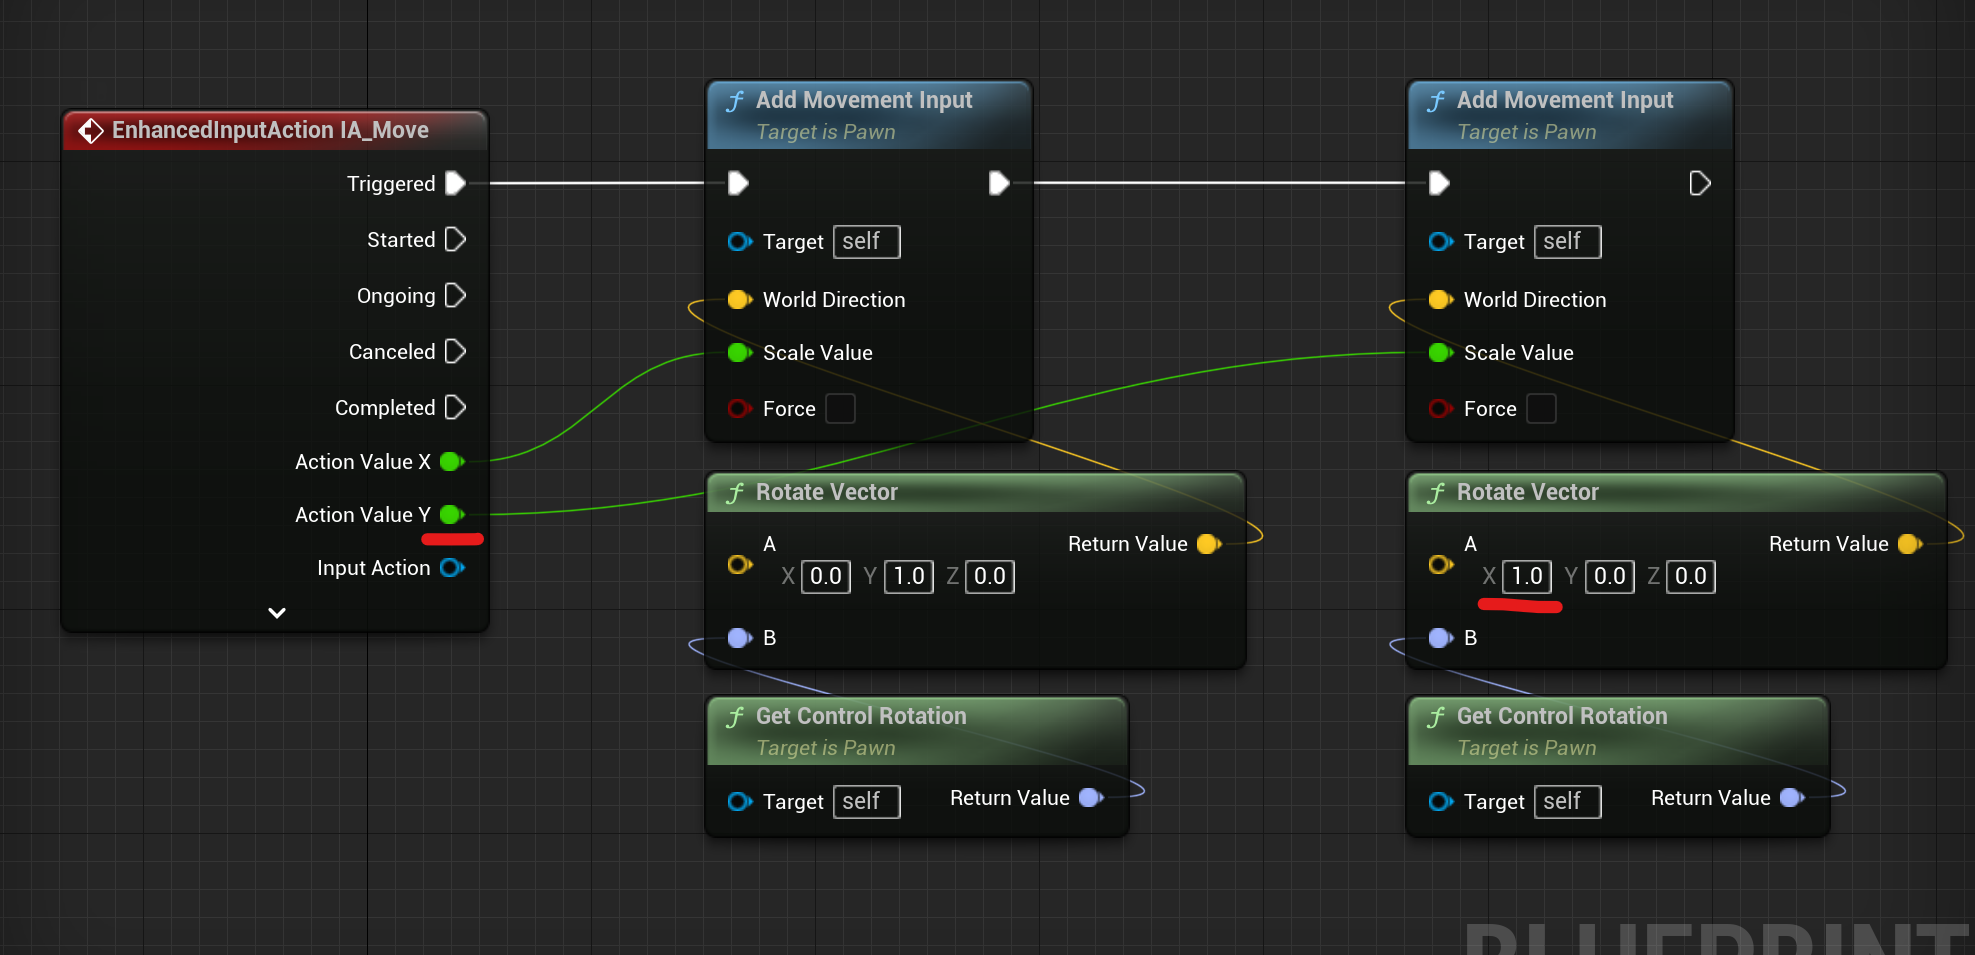 EnhancedInputAction IA_Move
Triggered
Started
Ongoing
Canceled
Completed
Action Value X
Action Value Y
Input Action
Add Movement Input
Target is Pawn
Target self
World Direction
Scale Value
Force
Rotate Vector
A Return Value
X 0.0 Y 1.0 Z 0.0
B
Get Control Rotation
Target is Pawn
Target self Return Value
Add Movement Input
Target is Pawn
Target self
World Direction
Scale Value
Force
Rotate Vector
A Return Value
X 1.0 Y 0.0 Z 0.0
B
Get Control Rotation
Target is Pawn
Target self Return Value
BLUEPRINT